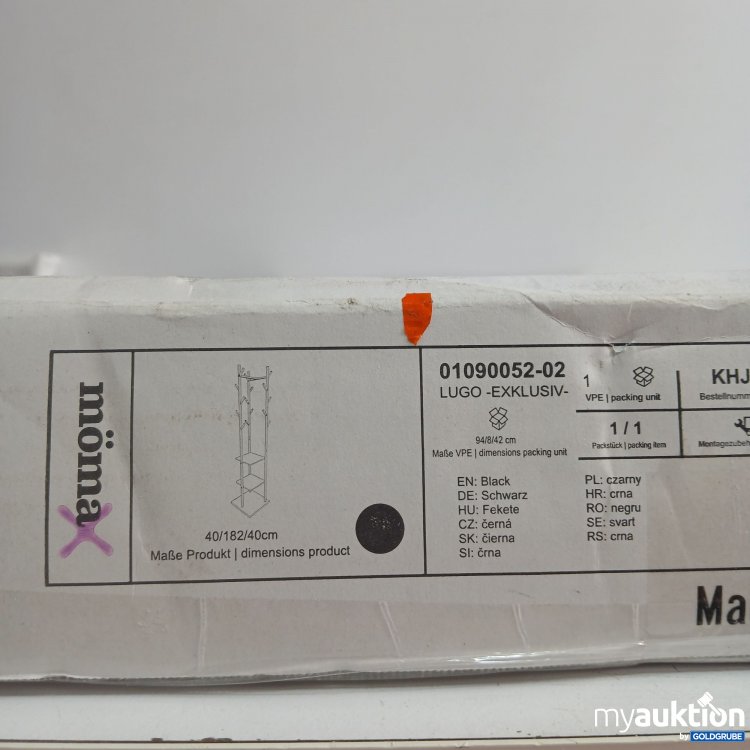 mömax
40/182/40cm
Maße Produkt | dimensions product
01090052-02
LUGO -EXKLUSIV-
94/8/42 cm
Maße VPE | dimensions packing unit
1
VPE | packing unit
1 / 1
Packstück | packing item
KHJ
Bestellnumm
Montagezubeh
EN: Black
DE: Schwarz
HU: Fekete
CZ: černá
SK: čierna
SI: črna
PL: czarny
HR: crna
RO: negru
SE: svart
RS: crna
Ma
myauktion
by GOLDGRUBE